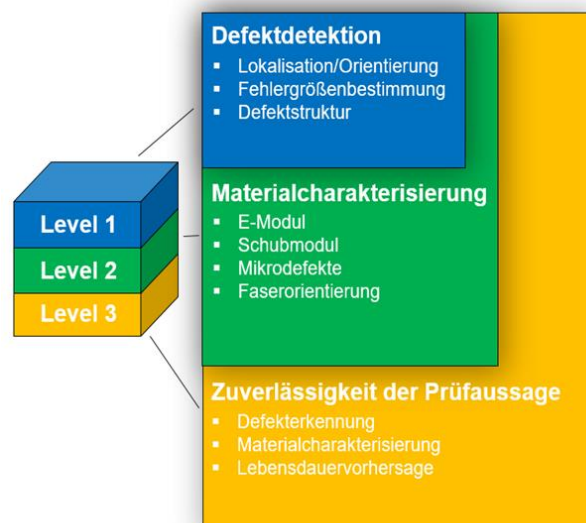 Defektdetektion
▪ Lokalisation/Orientierung
▪ Fehlergrößenbestimmung
▪ Defektstruktur
Level 1
Level 2
Level 3
Materialcharakterisierung
▪ E-Modul
▪ Schubmodul
▪ Mikrodefekte
▪ Faserorientierung
Zuverlässigkeit der Prüfaussage
▪ Defekterkennung
▪ Materialcharakterisierung
▪ Lebensdauervorhersage